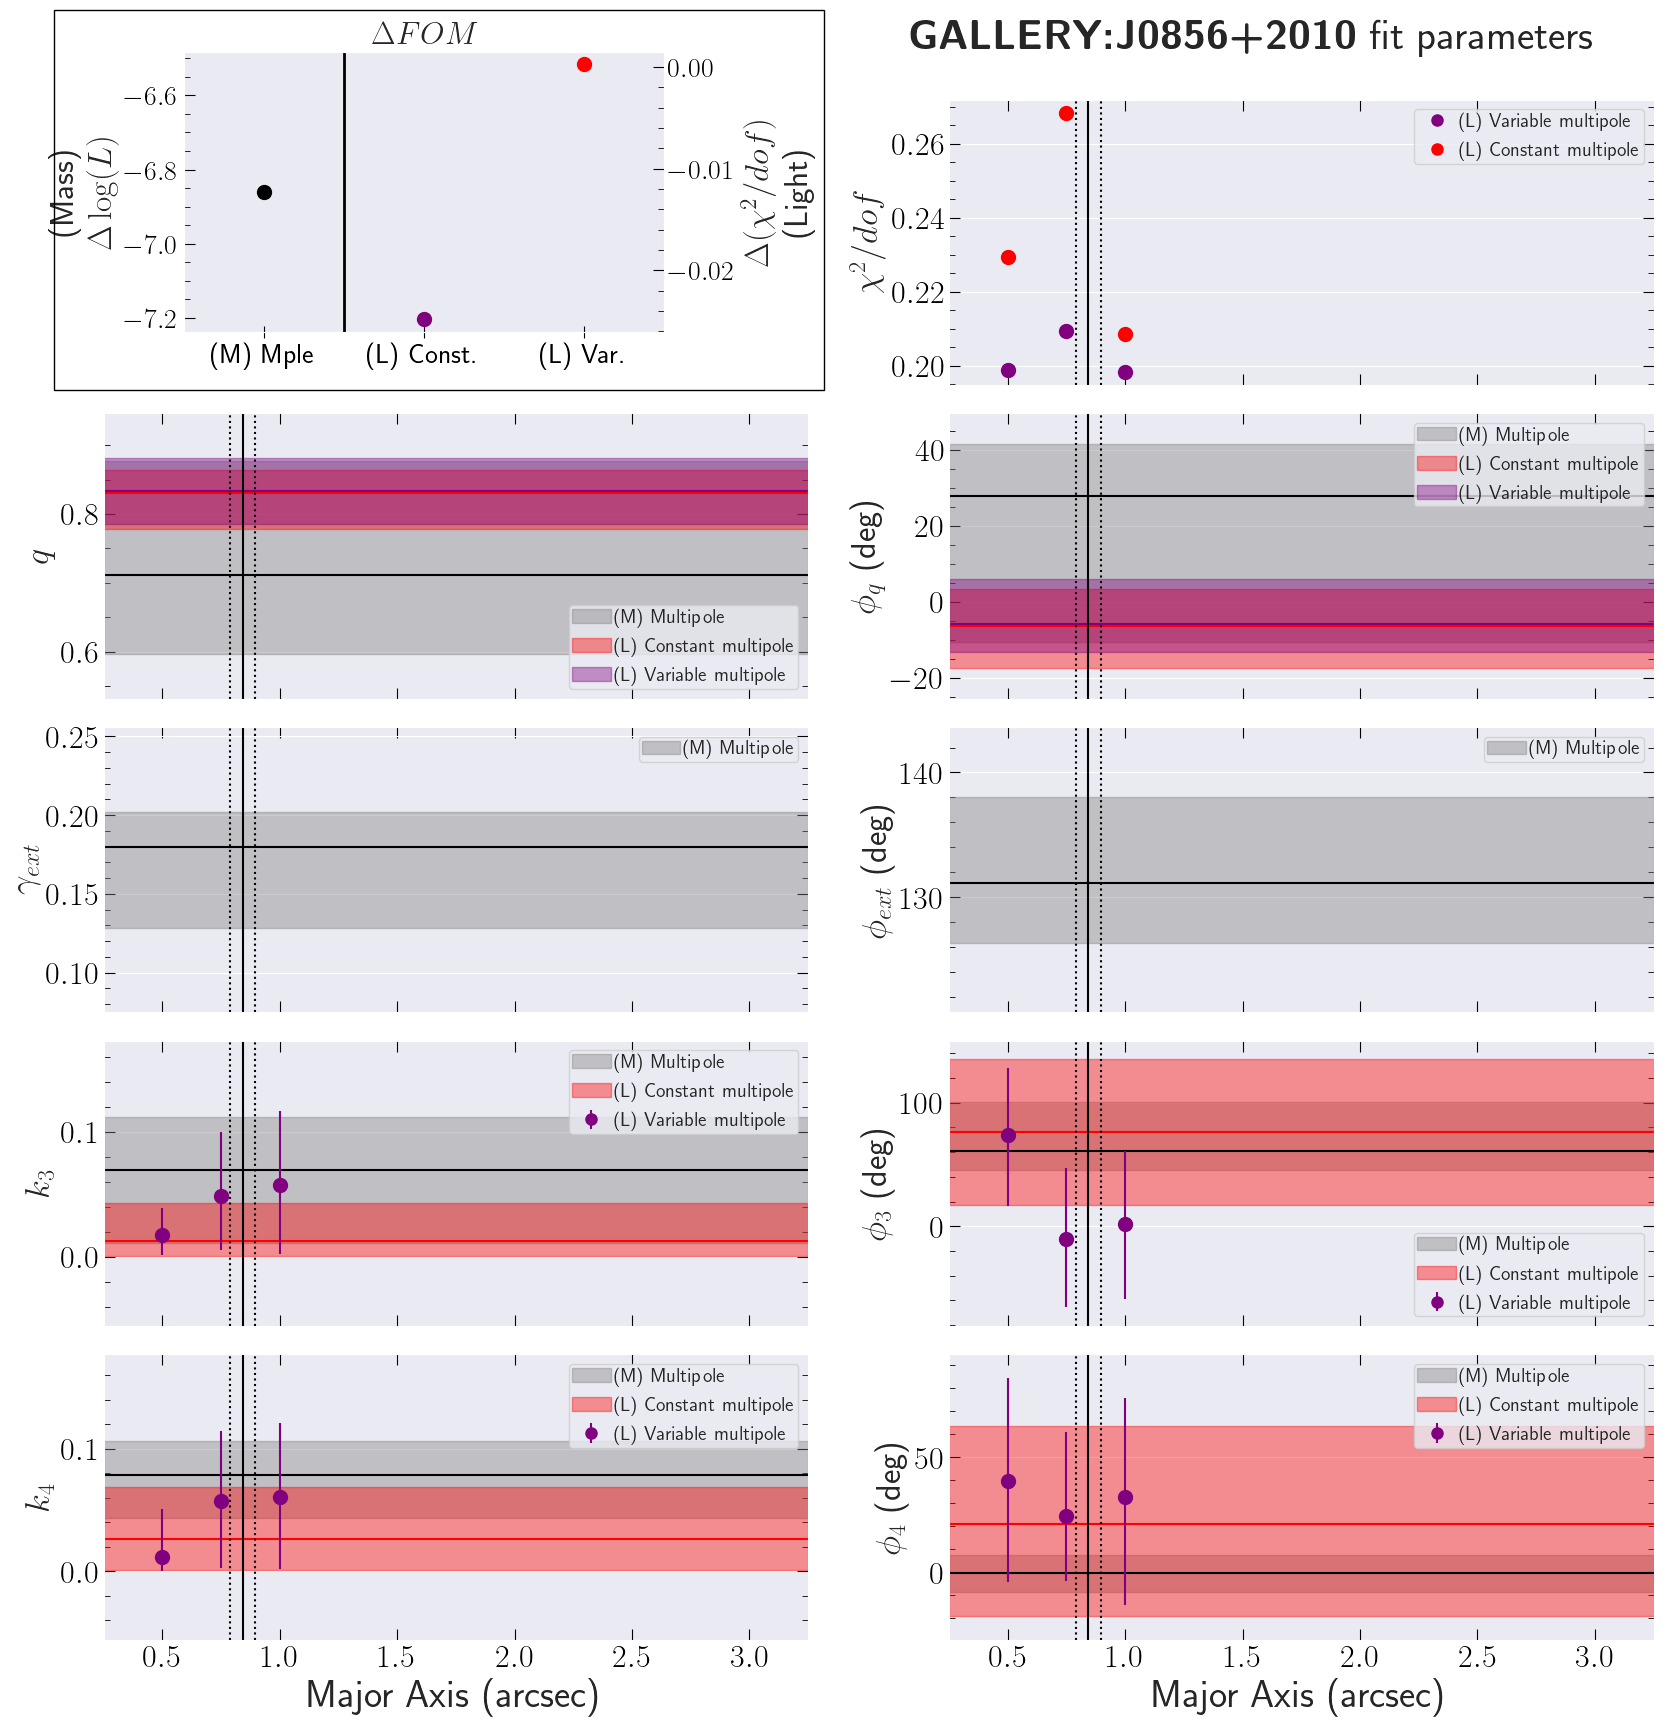 ΔFOM
GALLERY:J0856+2010 fit parameters
(Mass)
Δ log(L)
−6.6
−6.8
−7.0
−7.2
0.00
−0.01
−0.02
Δ(χ²/dof)
(Light)
(M) Mple
(L) Const.
(L) Var.
χ²/dof
0.26
0.24
0.22
0.20
(L) Variable multipole
(L) Constant multipole
q
0.8
0.6
(M) Multipole
(L) Constant multipole
(L) Variable multipole
ϕ_q (deg)
40
20
0
−20
(M) Multipole
(L) Constant multipole
(L) Variable multipole
γ_ext
0.25
0.20
0.15
0.10
(M) Multipole
ϕ_ext (deg)
140
130
(M) Multipole
k₃
0.1
0.0
(M) Multipole
(L) Constant multipole
(L) Variable multipole
ϕ₃ (deg)
100
0
(M) Multipole
(L) Constant multipole
(L) Variable multipole
k₄
0.1
0.0
(M) Multipole
(L) Constant multipole
(L) Variable multipole
0.5 1.0 1.5 2.0 2.5 3.0
Major Axis (arcsec)
ϕ₄ (deg)
50
0
(M) Multipole
(L) Constant multipole
(L) Variable multipole
0.5 1.0 1.5 2.0 2.5 3.0
Major Axis (arcsec)